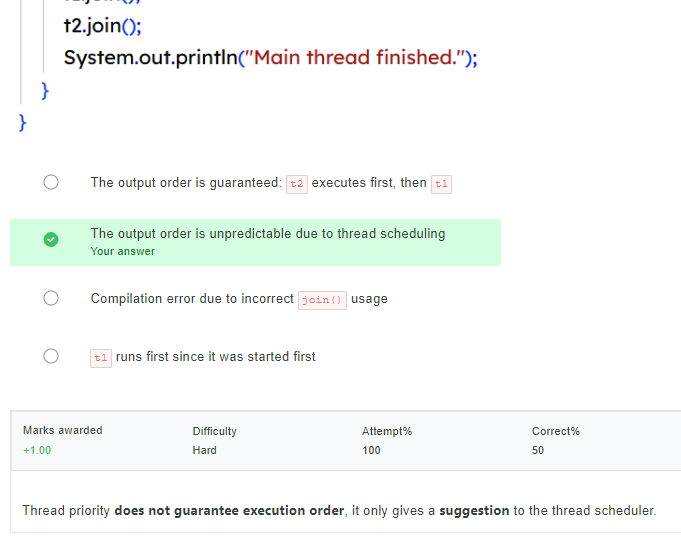 t2.join();
System.out.println("Main thread finished.");
}
}
The output order is guaranteed: t2 executes first, then t1
The output order is unpredictable due to thread scheduling
Your answer
Compilation error due to incorrect join() usage
t1 runs first since it was started first
Marks awarded Difficulty Attempt% Correct%
+1.00 Hard 100 50
Thread priority does not guarantee execution order, it only gives a suggestion to the thread scheduler.